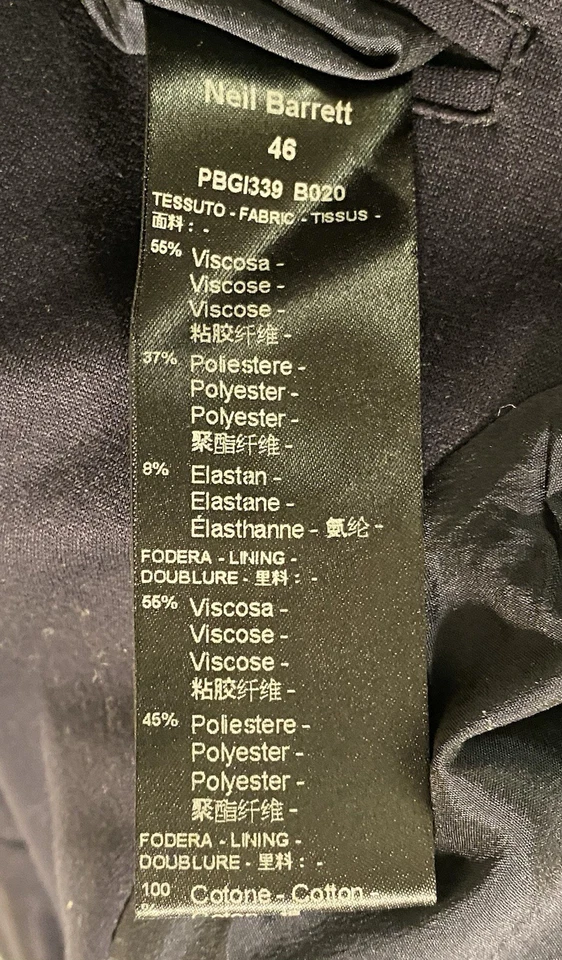 Neil Barrett
46
PBGI339 B020
TESSUTO - FABRIC - TISSUS -
面料： -
55% Viscosa -
Viscose -
Viscose -
粘胶纤维 -
37% Poliestere -
Polyester -
Polyester -
聚酯纤维 -
8% Elastan -
Elastane -
Élasthanne - 氨纶 -
FODERA - LINING -
DOUBLURE - 里料： -
55% Viscosa -
Viscose -
Viscose -
粘胶纤维 -
45% Poliestere -
Polyester -
Polyester -
聚酯纤维 -
FODERA - LINING -
DOUBLURE - 里料： -
100 Cotone - Cotton -